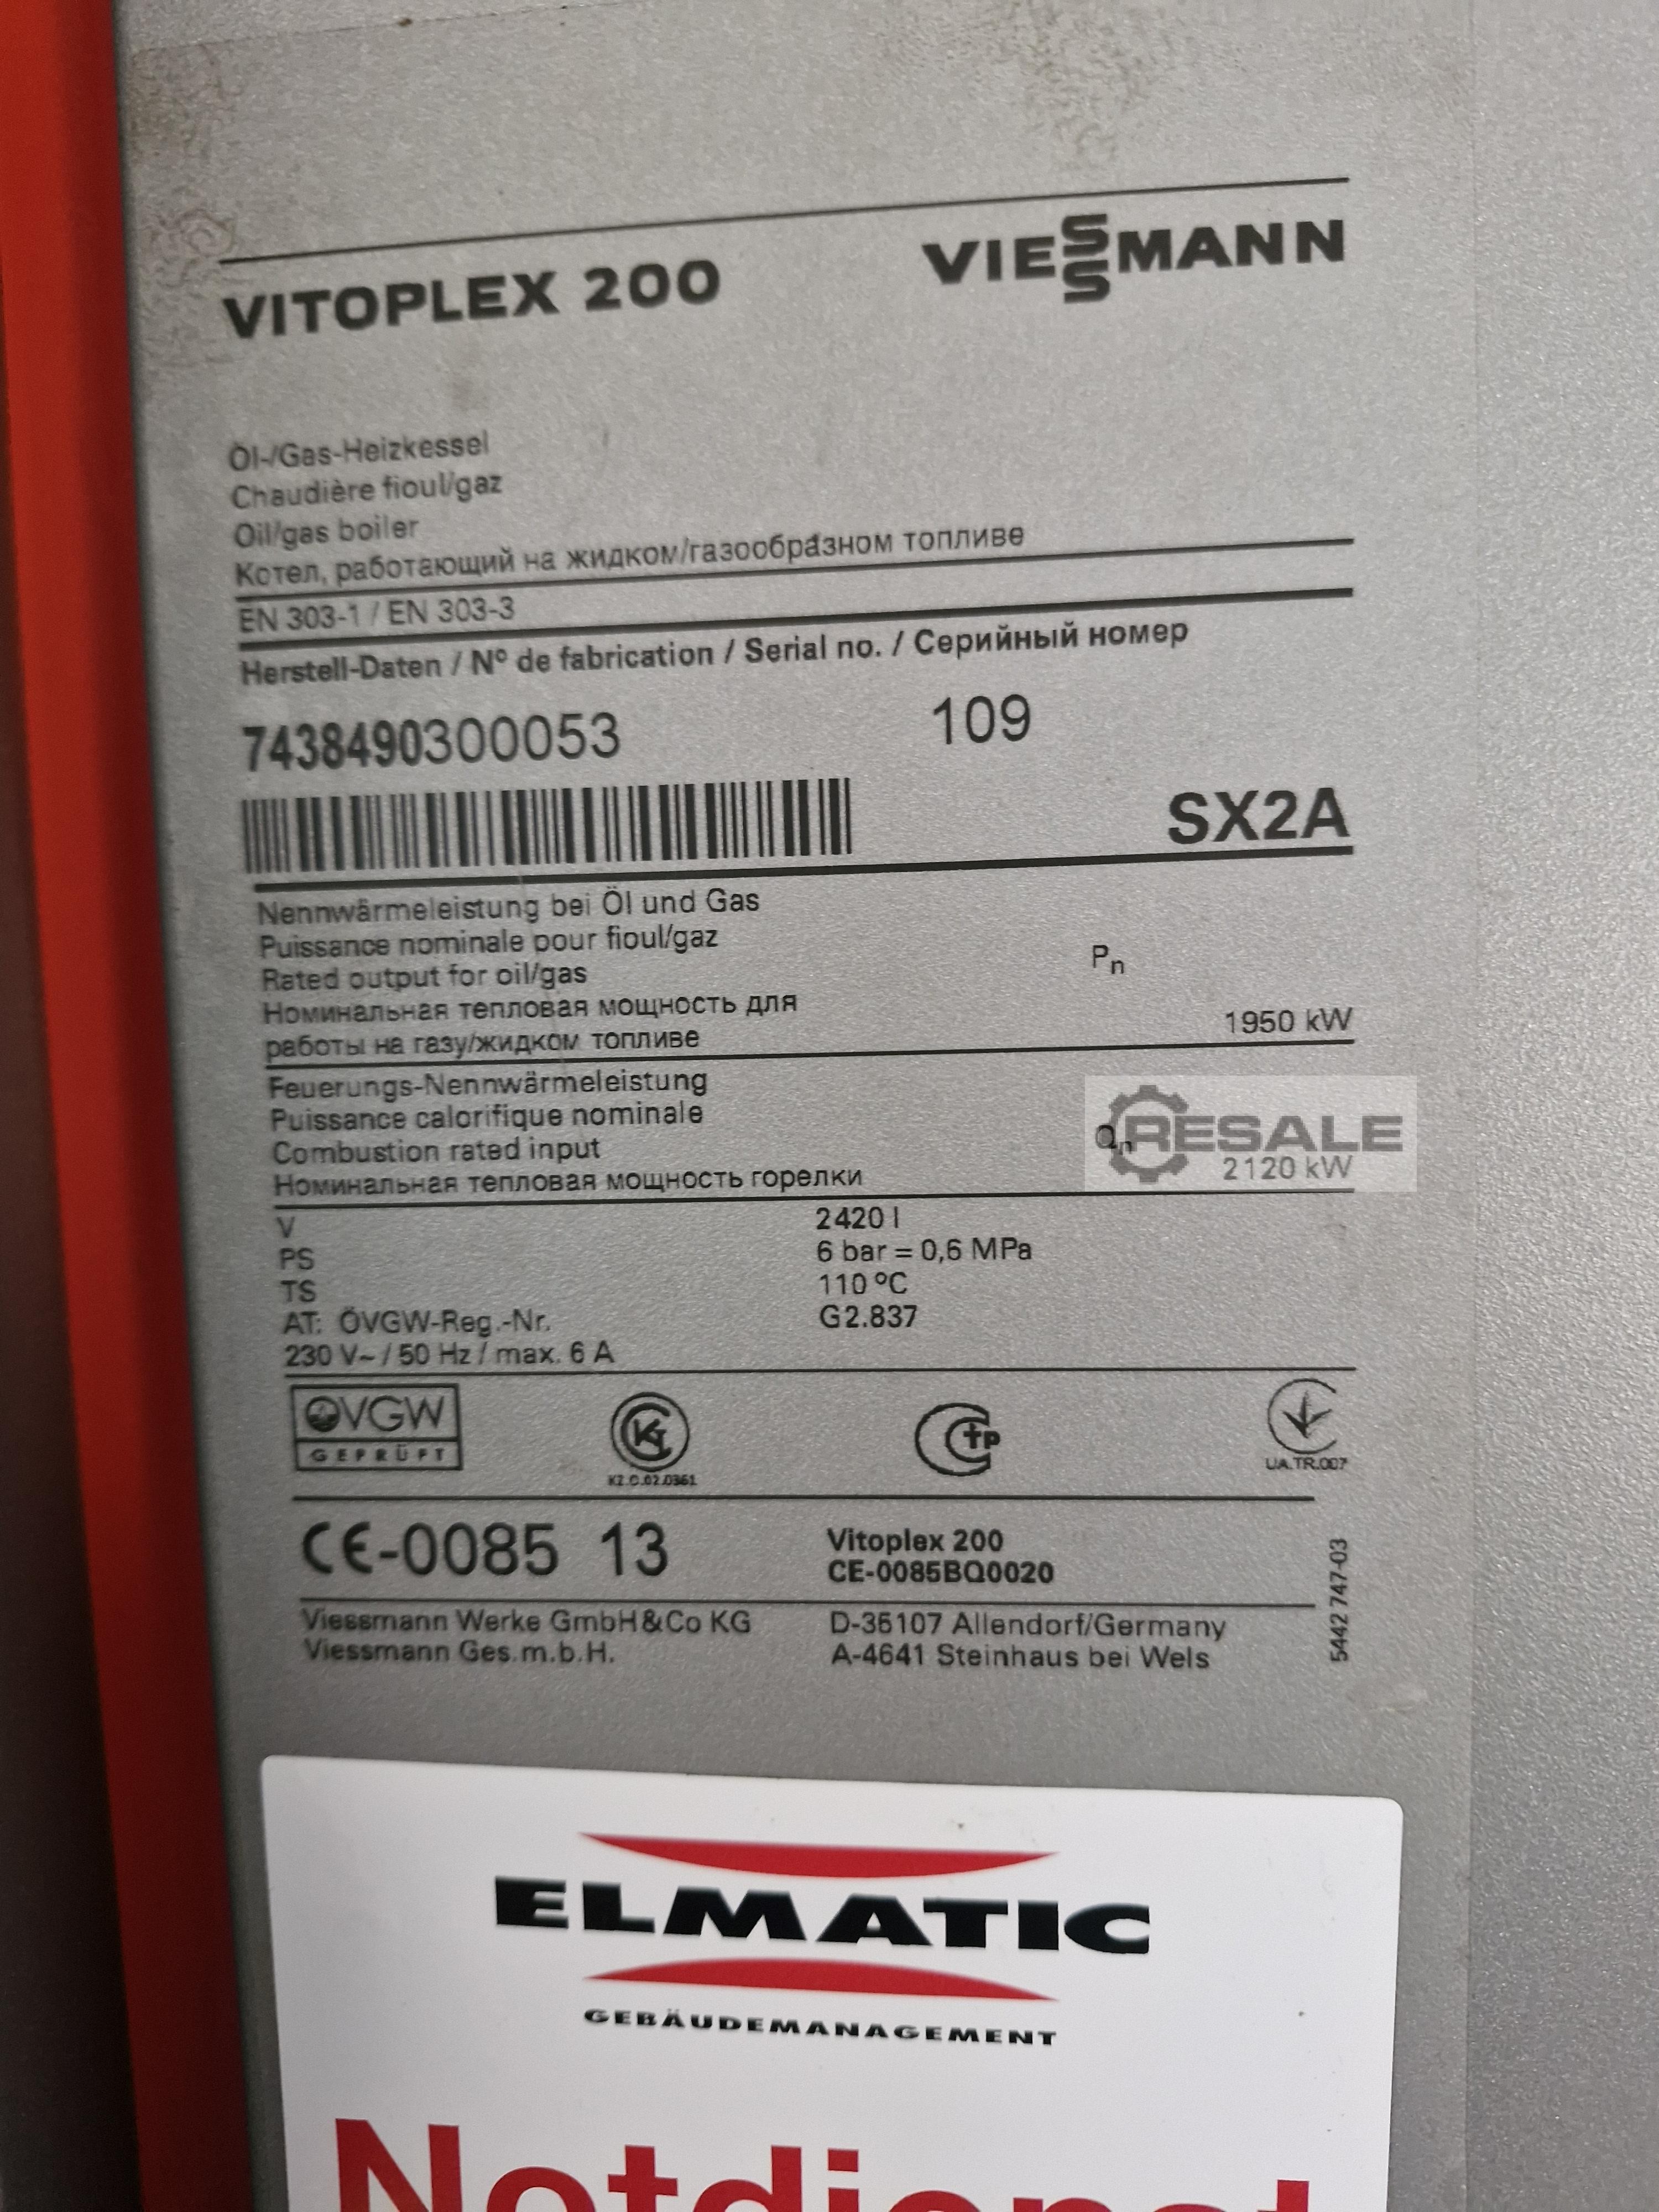 VITOPLEX 200
VIESSMANN
Öl-/Gas-Heizkessel
Chaudière fioul/gaz
Oil/gas boiler
Котел, работающий на жидком/газообразном топливе
EN 303-1 / EN 303-3
Herstell-Daten / Nº de fabrication / Serial no. / Серийный номер
7438490300053 109
SX2A
Nennwärmeleistung bei Öl und Gas
Puissance nominale pour fioul/gaz
Rated output for oil/gas Pn
Номинальная тепловая мощность для
работы на газу/жидком топливе 1950 kW
Feuerungs-Nennwärmeleistung
Puissance calorifique nominale
Combustion rated input Qn
RESALE
Номинальная тепловая мощность горелки 2120 kW
V 2420 l
PS 6 bar = 0,6 MPa
TS 110 °C
AT: ÖVGW-Reg.-Nr. G2.837
230 V~ / 50 Hz / max. 6 A
ÖVGW
GEPRÜFT
KZ.O.02.0361
UA.TR.007
CE-0085 13
Vitoplex 200
CE-0085BQ0020
Viessmann Werke GmbH&Co KG D-35107 Allendorf/Germany
Viessmann Ges.m.b.H. A-4641 Steinhaus bei Wels
5442 747-03
ELMATIC
GEBÄUDEMANAGEMENT
Notdienst